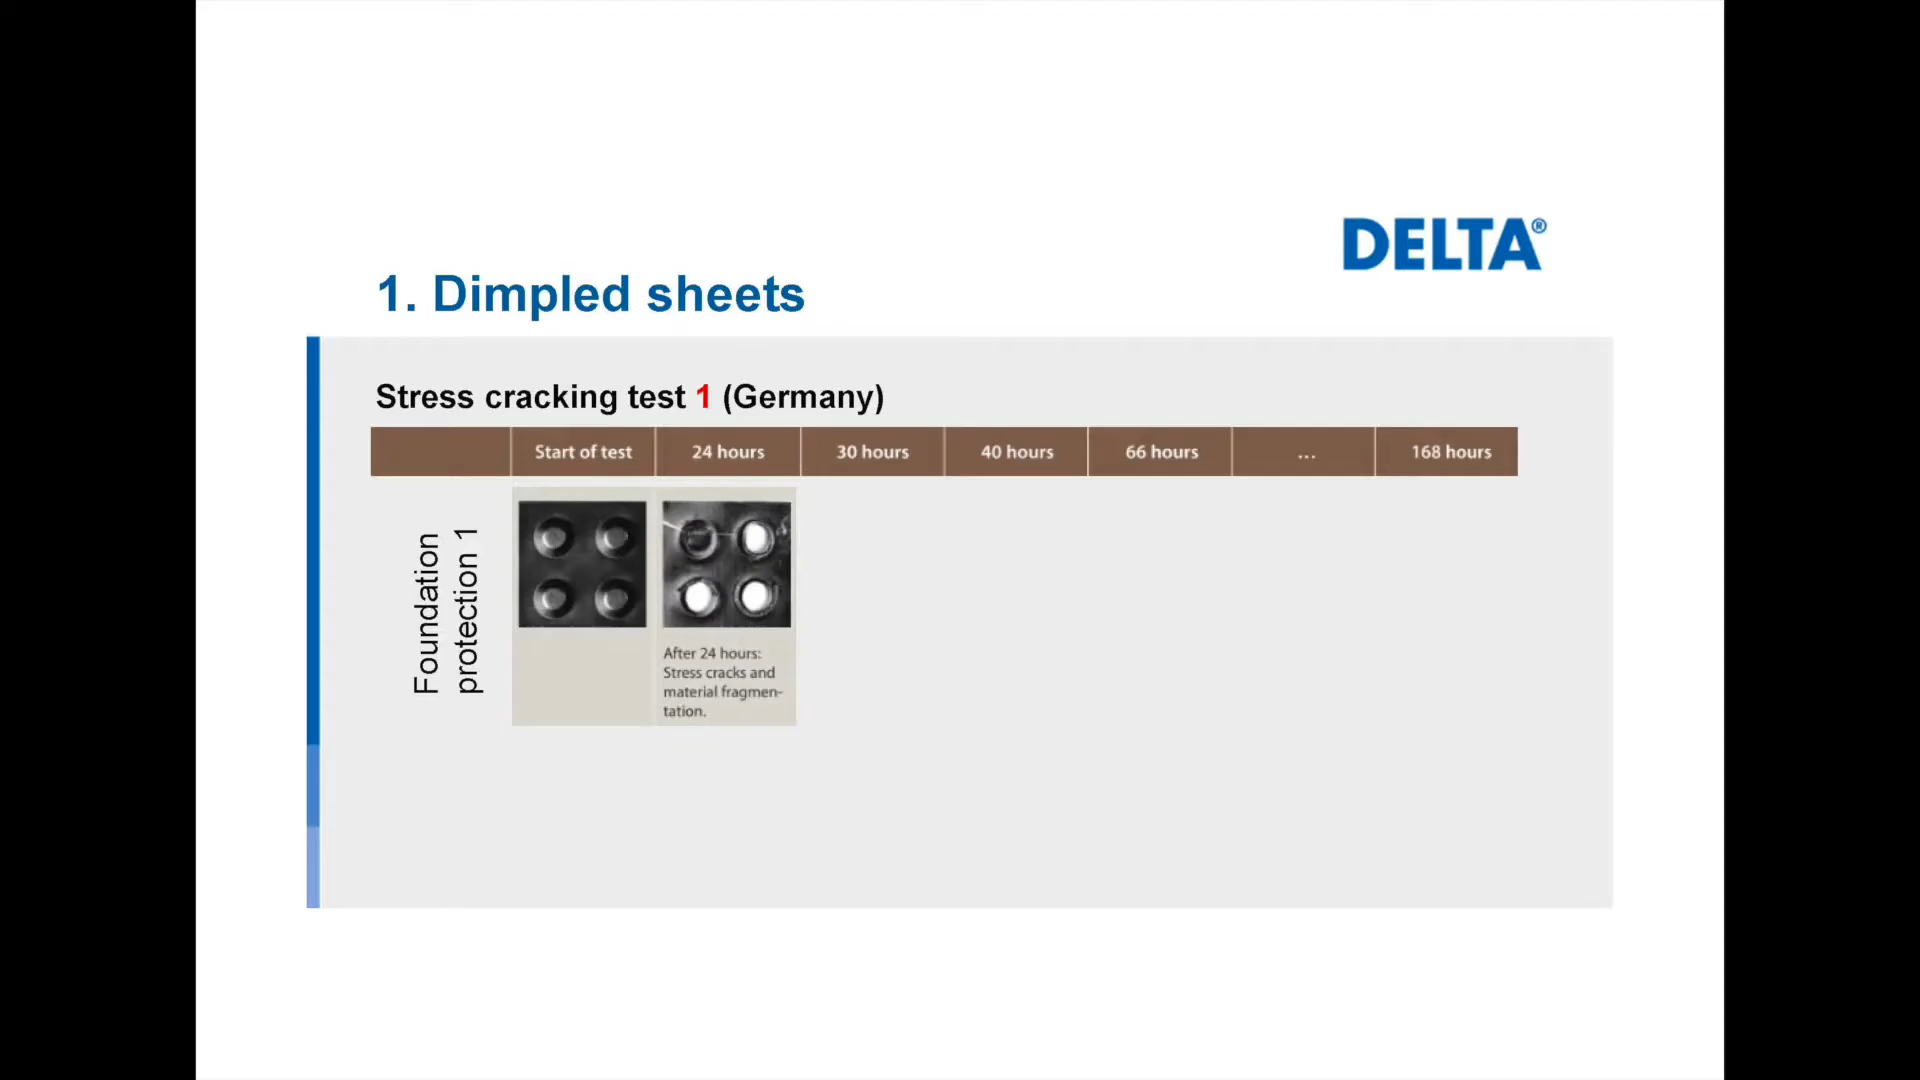 DELTA®
1. Dimpled sheets
Stress cracking test 1 (Germany)
Start of test 24 hours 30 hours 40 hours 66 hours ... 168 hours
Foundation
protection 1
After 24 hours:
Stress cracks and
material fragmen-
tation.